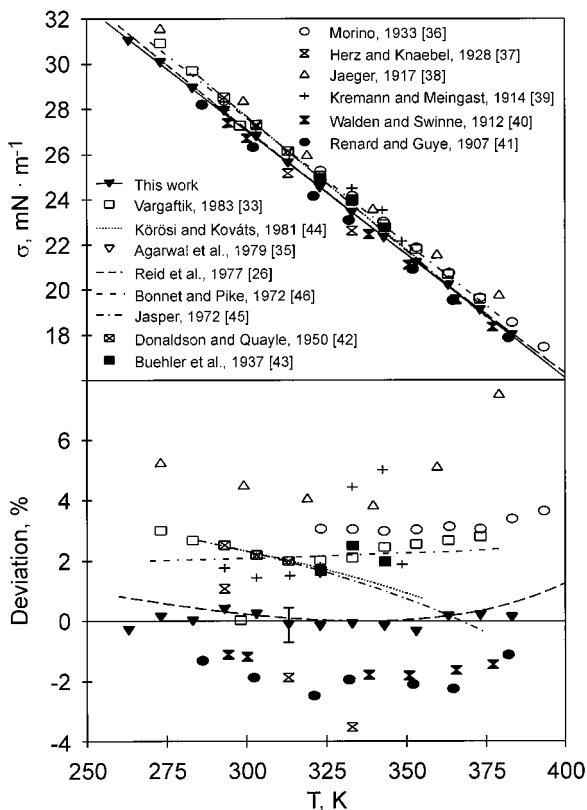 32
30
28
26
24
22
20
18
σ, mN · m⁻¹
Morino, 1933 [36]
Herz and Knaebel, 1928 [37]
Jaeger, 1917 [38]
Kremann and Meingast, 1914 [39]
Walden and Swinne, 1912 [40]
Renard and Guye, 1907 [41]
This work
Vargaftik, 1983 [33]
Körösi and Kováts, 1981 [44]
Agarwal et al., 1979 [35]
Reid et al., 1977 [26]
Bonnet and Pike, 1972 [46]
Jasper, 1972 [45]
Donaldson and Quayle, 1950 [42]
Buehler et al., 1937 [43]
6
4
2
0
-2
-4
Deviation, %
250 275 300 325 350 375 400
T, K